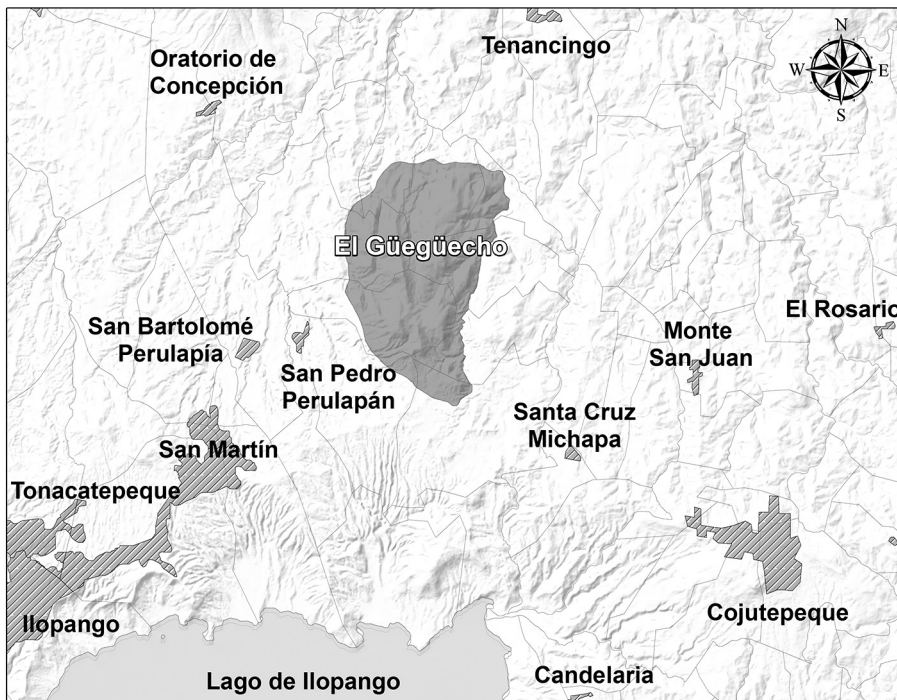 N
Tenancingo
Oratorio de
Concepción
W
E
S
El Güegüecho
El Rosario
San Bartolomé
Perulapía
Monte
San Juan
San Pedro
Perulapán
Santa Cruz
Michapa
San Martín
Tonacatepeque
Cojutepeque
Ilopango
Candelaria
Lago de Ilopango